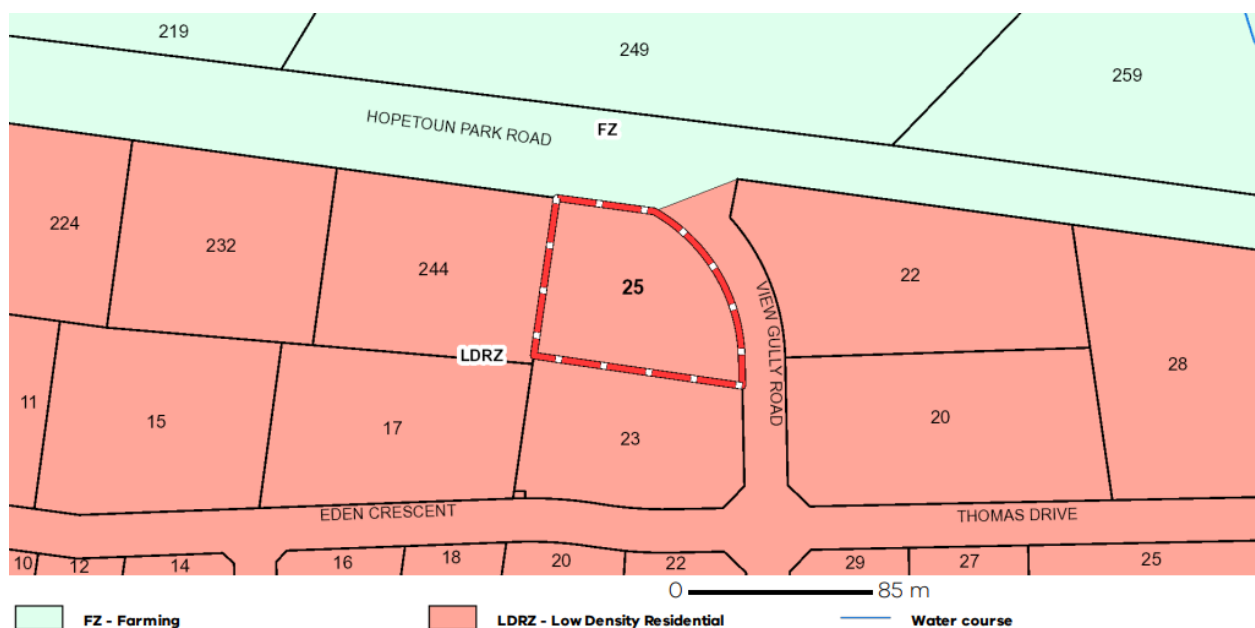 219
249
259
HOPETOUN PARK ROAD
FZ
224
232
244
25
22
VIEW GULLY ROAD
LDRZ
28
11
15
17
23
20
EDEN CRESCENT
THOMAS DRIVE
10
12
14
16
18
20
22
29
27
25
0 85 m
FZ - Farming
LDRZ - Low Density Residential
Water course